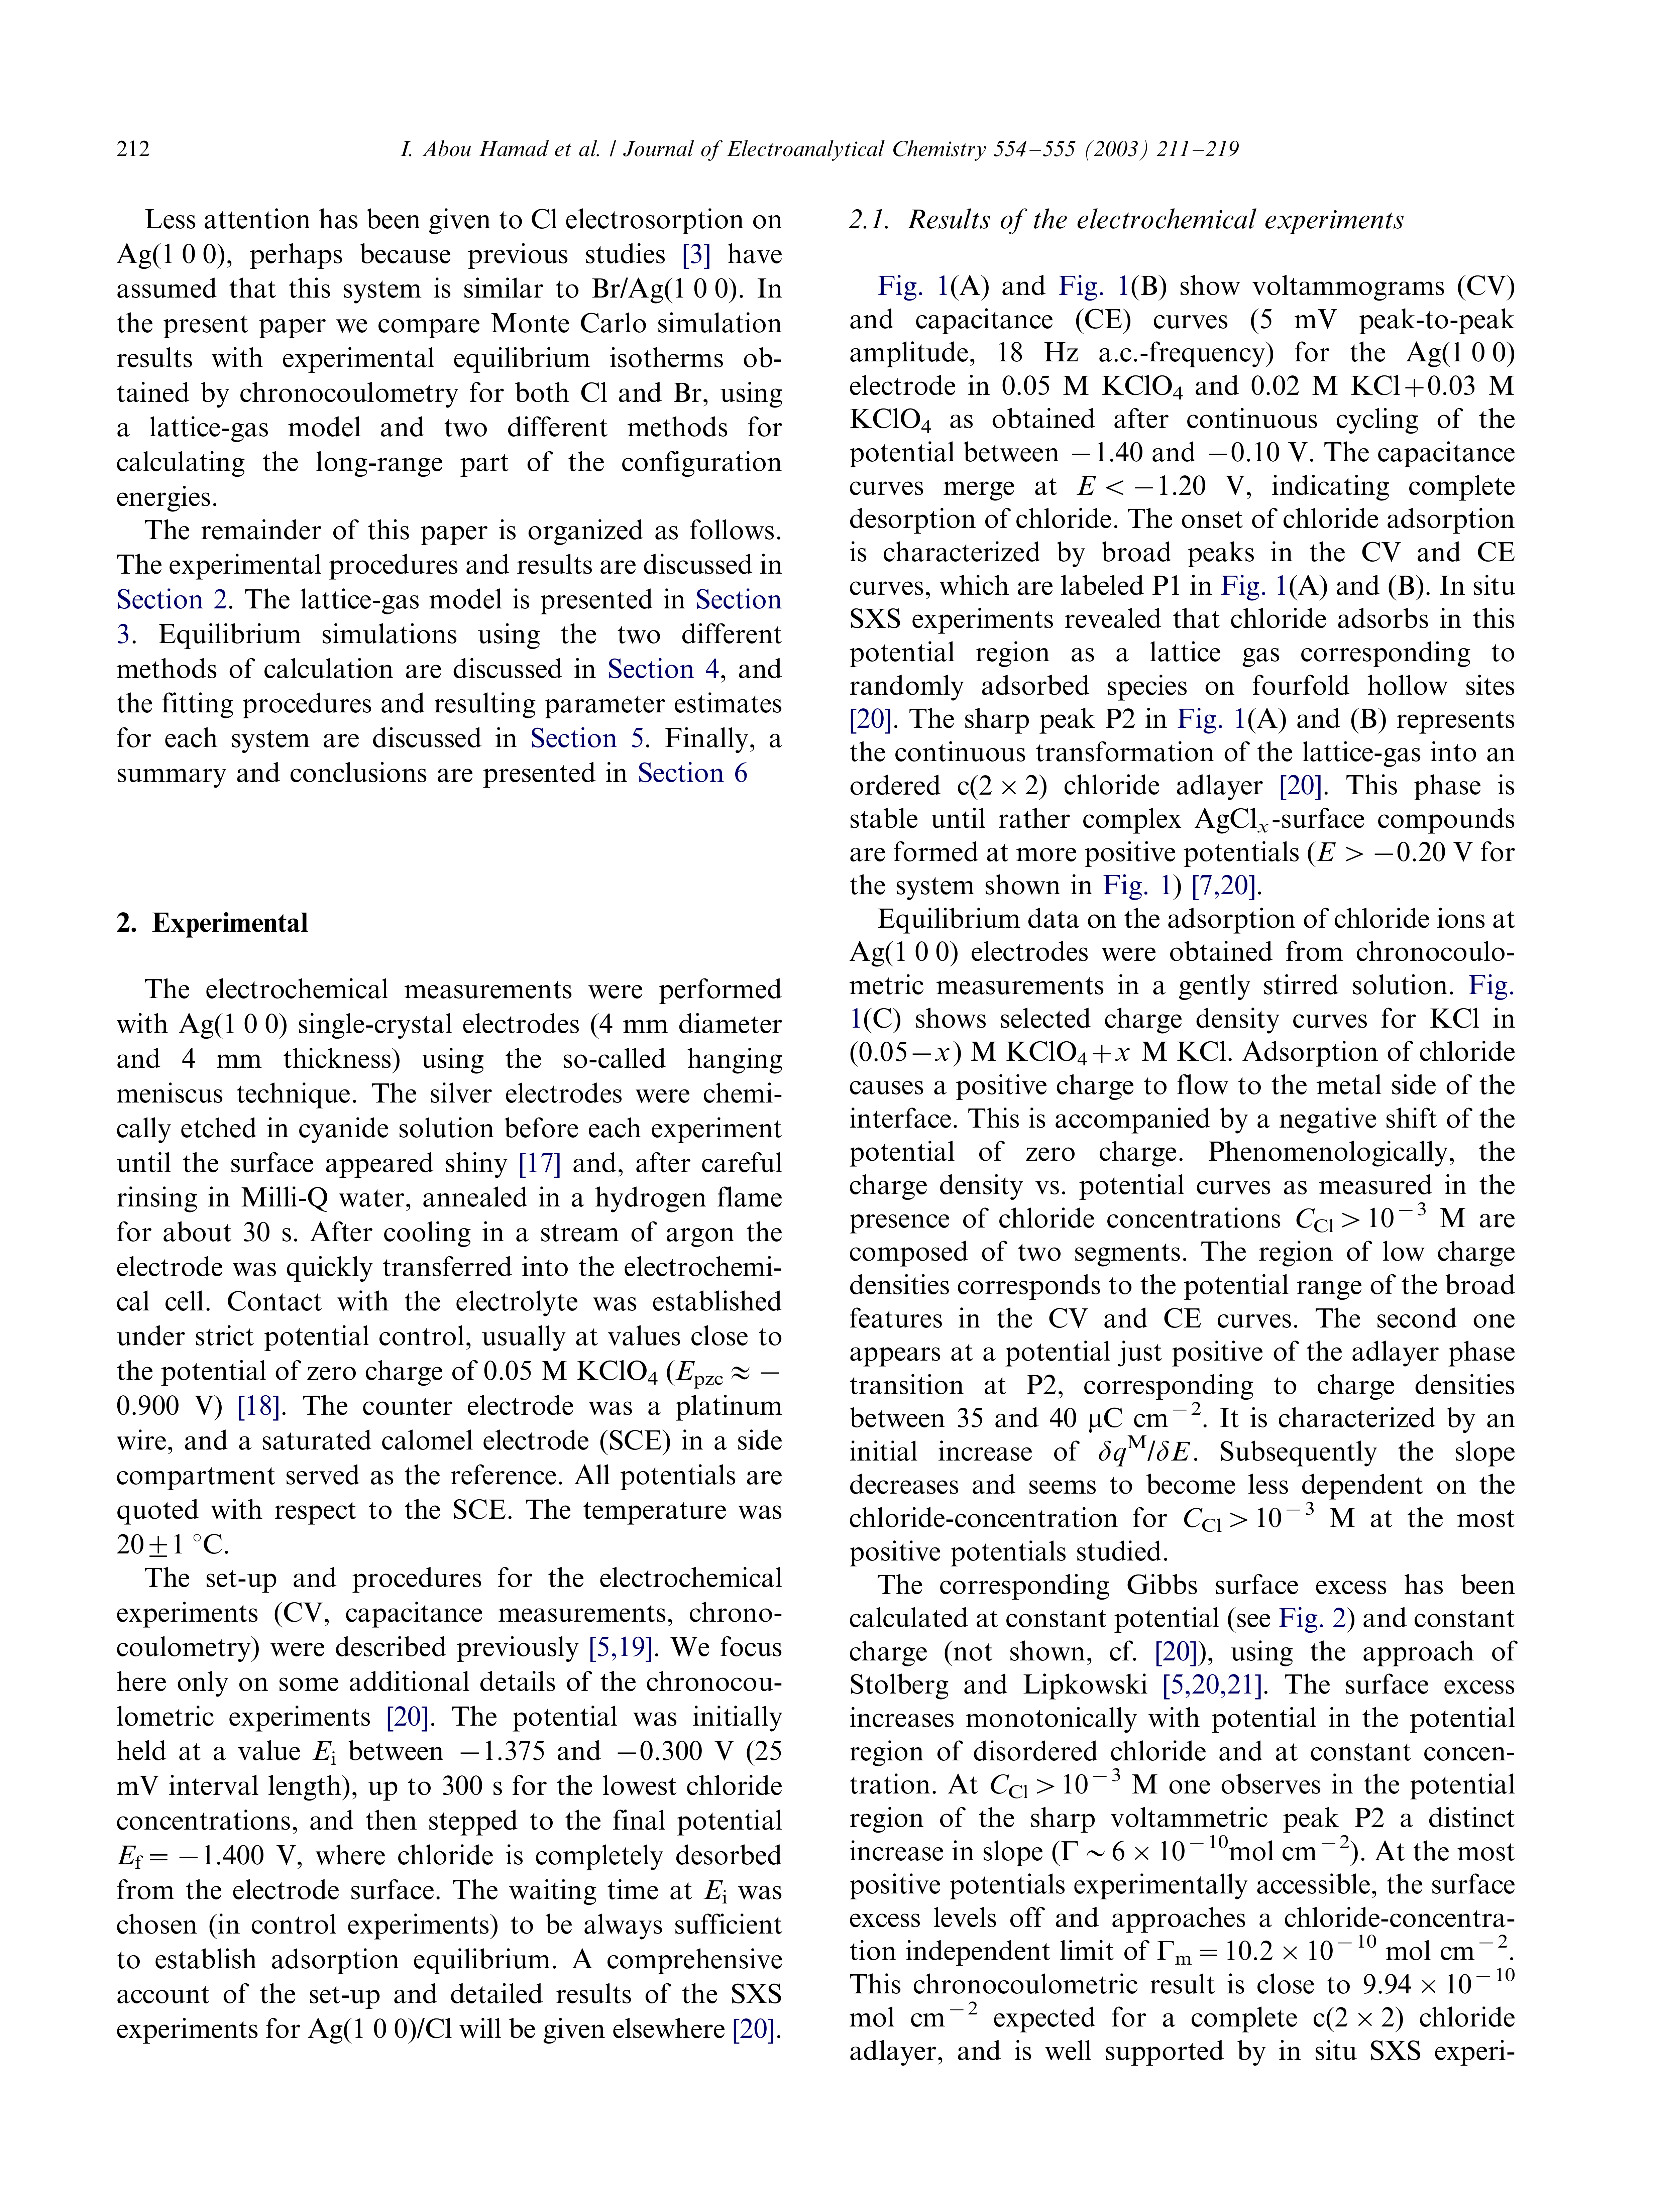 212
I. Abou Hamad et al. / Journal of Electroanalytical Chemistry 554–555 (2003) 211–219
Less attention has been given to Cl electrosorption on
Ag(1 0 0), perhaps because previous studies [3] have
assumed that this system is similar to Br/Ag(1 0 0). In
the present paper we compare Monte Carlo simulation
results with experimental equilibrium isotherms ob-
tained by chronocoulometry for both Cl and Br, using
a lattice-gas model and two different methods for
calculating the long-range part of the configuration
energies.
The remainder of this paper is organized as follows.
The experimental procedures and results are discussed in
Section 2. The lattice-gas model is presented in Section
3. Equilibrium simulations using the two different
methods of calculation are discussed in Section 4, and
the fitting procedures and resulting parameter estimates
for each system are discussed in Section 5. Finally, a
summary and conclusions are presented in Section 6
2. Experimental
The electrochemical measurements were performed
with Ag(1 0 0) single-crystal electrodes (4 mm diameter
and 4 mm thickness) using the so-called hanging
meniscus technique. The silver electrodes were chemi-
cally etched in cyanide solution before each experiment
until the surface appeared shiny [17] and, after careful
rinsing in Milli-Q water, annealed in a hydrogen flame
for about 30 s. After cooling in a stream of argon the
electrode was quickly transferred into the electrochemi-
cal cell. Contact with the electrolyte was established
under strict potential control, usually at values close to
the potential of zero charge of 0.05 M KClO₄ (E_pzc ≈ −
0.900 V) [18]. The counter electrode was a platinum
wire, and a saturated calomel electrode (SCE) in a side
compartment served as the reference. All potentials are
quoted with respect to the SCE. The temperature was
20±1 °C.
The set-up and procedures for the electrochemical
experiments (CV, capacitance measurements, chrono-
coulometry) were described previously [5,19]. We focus
here only on some additional details of the chronocou-
lometric experiments [20]. The potential was initially
held at a value E_i between −1.375 and −0.300 V (25
mV interval length), up to 300 s for the lowest chloride
concentrations, and then stepped to the final potential
E_f = −1.400 V, where chloride is completely desorbed
from the electrode surface. The waiting time at E_i was
chosen (in control experiments) to be always sufficient
to establish adsorption equilibrium. A comprehensive
account of the set-up and detailed results of the SXS
experiments for Ag(1 0 0)/Cl will be given elsewhere [20].
2.1. Results of the electrochemical experiments
Fig. 1(A) and Fig. 1(B) show voltammograms (CV)
and capacitance (CE) curves (5 mV peak-to-peak
amplitude, 18 Hz a.c.-frequency) for the Ag(1 0 0)
electrode in 0.05 M KClO₄ and 0.02 M KCl+0.03 M
KClO₄ as obtained after continuous cycling of the
potential between −1.40 and −0.10 V. The capacitance
curves merge at E < −1.20 V, indicating complete
desorption of chloride. The onset of chloride adsorption
is characterized by broad peaks in the CV and CE
curves, which are labeled P1 in Fig. 1(A) and (B). In situ
SXS experiments revealed that chloride adsorbs in this
potential region as a lattice gas corresponding to
randomly adsorbed species on fourfold hollow sites
[20]. The sharp peak P2 in Fig. 1(A) and (B) represents
the continuous transformation of the lattice-gas into an
ordered c(2 × 2) chloride adlayer [20]. This phase is
stable until rather complex AgClₓ-surface compounds
are formed at more positive potentials (E > −0.20 V for
the system shown in Fig. 1) [7,20].
Equilibrium data on the adsorption of chloride ions at
Ag(1 0 0) electrodes were obtained from chronocoulo-
metric measurements in a gently stirred solution. Fig.
1(C) shows selected charge density curves for KCl in
(0.05−x) M KClO₄+x M KCl. Adsorption of chloride
causes a positive charge to flow to the metal side of the
interface. This is accompanied by a negative shift of the
potential of zero charge. Phenomenologically, the
charge density vs. potential curves as measured in the
presence of chloride concentrations C_Cl > 10⁻³ M are
composed of two segments. The region of low charge
densities corresponds to the potential range of the broad
features in the CV and CE curves. The second one
appears at a potential just positive of the adlayer phase
transition at P2, corresponding to charge densities
between 35 and 40 μC cm⁻². It is characterized by an
initial increase of δq^M/δE. Subsequently the slope
decreases and seems to become less dependent on the
chloride-concentration for C_Cl > 10⁻³ M at the most
positive potentials studied.
The corresponding Gibbs surface excess has been
calculated at constant potential (see Fig. 2) and constant
charge (not shown, cf. [20]), using the approach of
Stolberg and Lipkowski [5,20,21]. The surface excess
increases monotonically with potential in the potential
region of disordered chloride and at constant concen-
tration. At C_Cl > 10⁻³ M one observes in the potential
region of the sharp voltammetric peak P2 a distinct
increase in slope (Γ ~ 6 × 10⁻¹⁰mol cm⁻²). At the most
positive potentials experimentally accessible, the surface
excess levels off and approaches a chloride-concentra-
tion independent limit of Γ_m = 10.2 × 10⁻¹⁰ mol cm⁻².
This chronocoulometric result is close to 9.94 × 10⁻¹⁰
mol cm⁻² expected for a complete c(2 × 2) chloride
adlayer, and is well supported by in situ SXS experi-